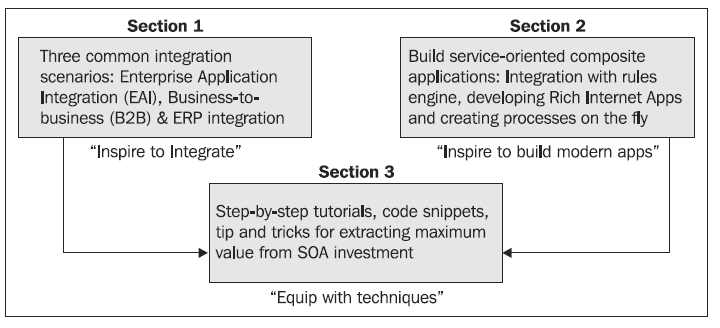 Section 1
Three common integration
scenarios: Enterprise Application
Integration (EAI), Business-to-
business (B2B) & ERP integration
“Inspire to Integrate”
Section 2
Build service-oriented composite
applications: Integration with rules
engine, developing Rich Internet Apps
and creating processes on the fly
“Inspire to build modern apps”
Section 3
Step-by-step tutorials, code snippets,
tip and tricks for extracting maximum
value from SOA investment
“Equip with techniques”